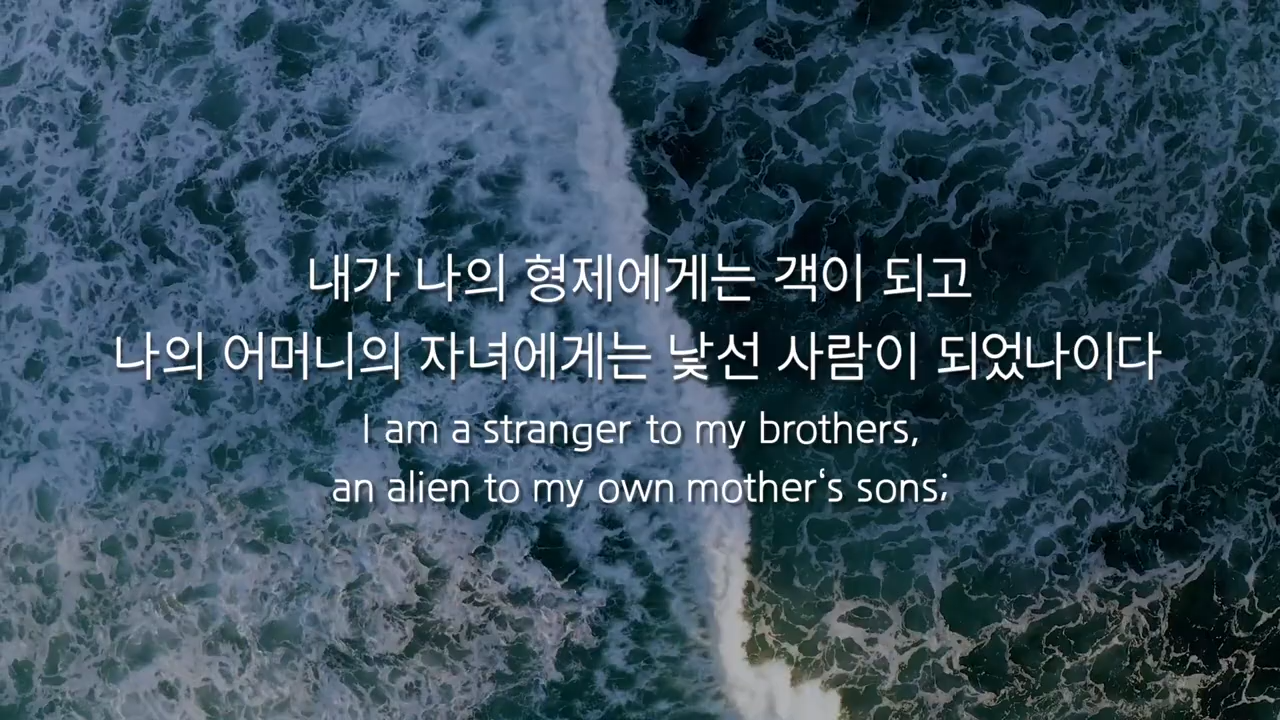 내가 나의 형제에게는 객이 되고
나의 어머니의 자녀에게는 낯선 사람이 되었나이다
I am a stranger to my brothers,
an alien to my own mother‘s sons;